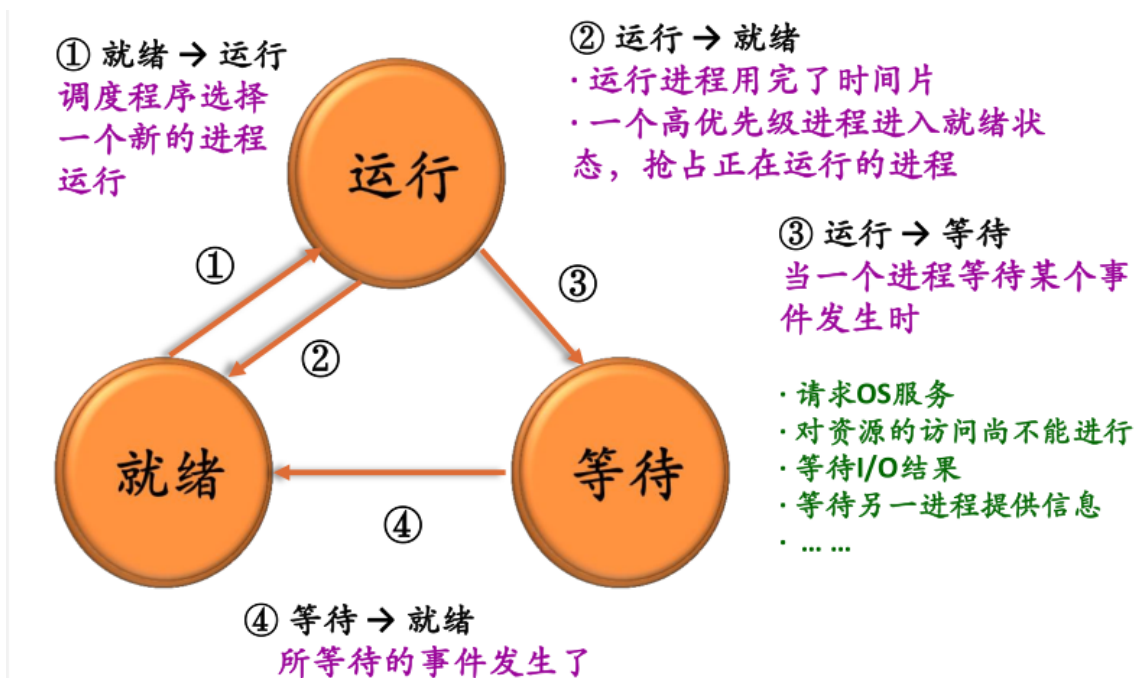 ① 就绪 → 运行
调度程序选择
一个新的进程
运行
② 运行 → 就绪
· 运行进程用完了时间片
· 一个高优先级进程进入就绪状
态，抢占正在运行的进程
运行
③ 运行 → 等待
当一个进程等待某个事
件发生时
①
③
②
· 请求OS服务
· 对资源的访问尚不能进行
· 等待I/O结果
· 等待另一进程提供信息
· ... ...
就绪
等待
④
④ 等待 → 就绪
所等待的事件发生了